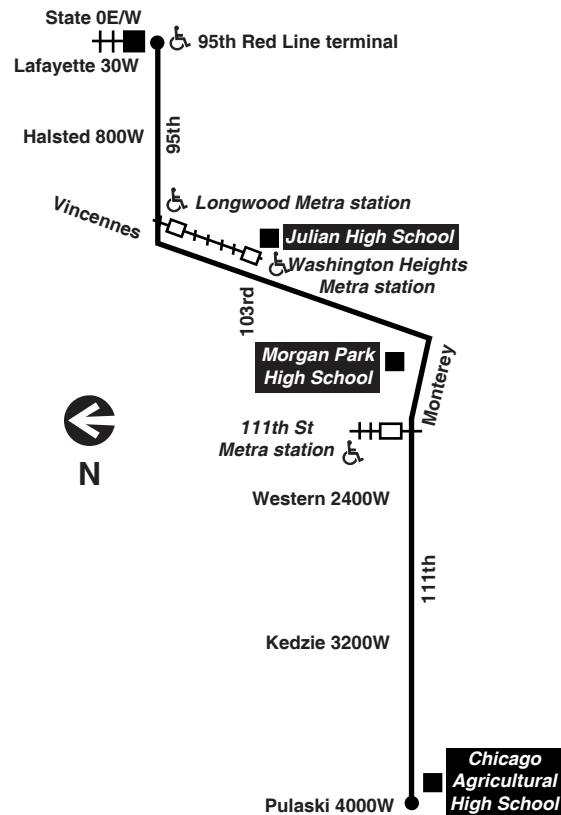 State 0E/W
95th Red Line terminal
Lafayette 30W
Halsted 800W
95th
Longwood Metra station
Vincennes
Julian High School
Washington Heights
Metra station
103rd
Morgan Park
High School
Monterey
111th St
Metra station
N
Western 2400W
111th
Kedzie 3200W
Chicago
Agricultural
High School
Pulaski 4000W